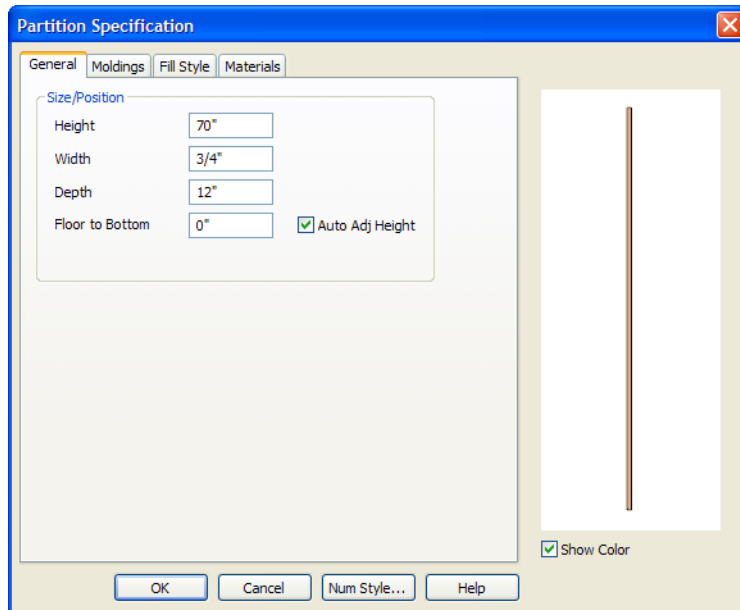 Partition Specification
General Moldings Fill Style Materials
Size/Position
Height 70"
Width 3/4"
Depth 12"
Floor to Bottom 0" Auto Adj Height
Show Color
OK Cancel Num Style... Help